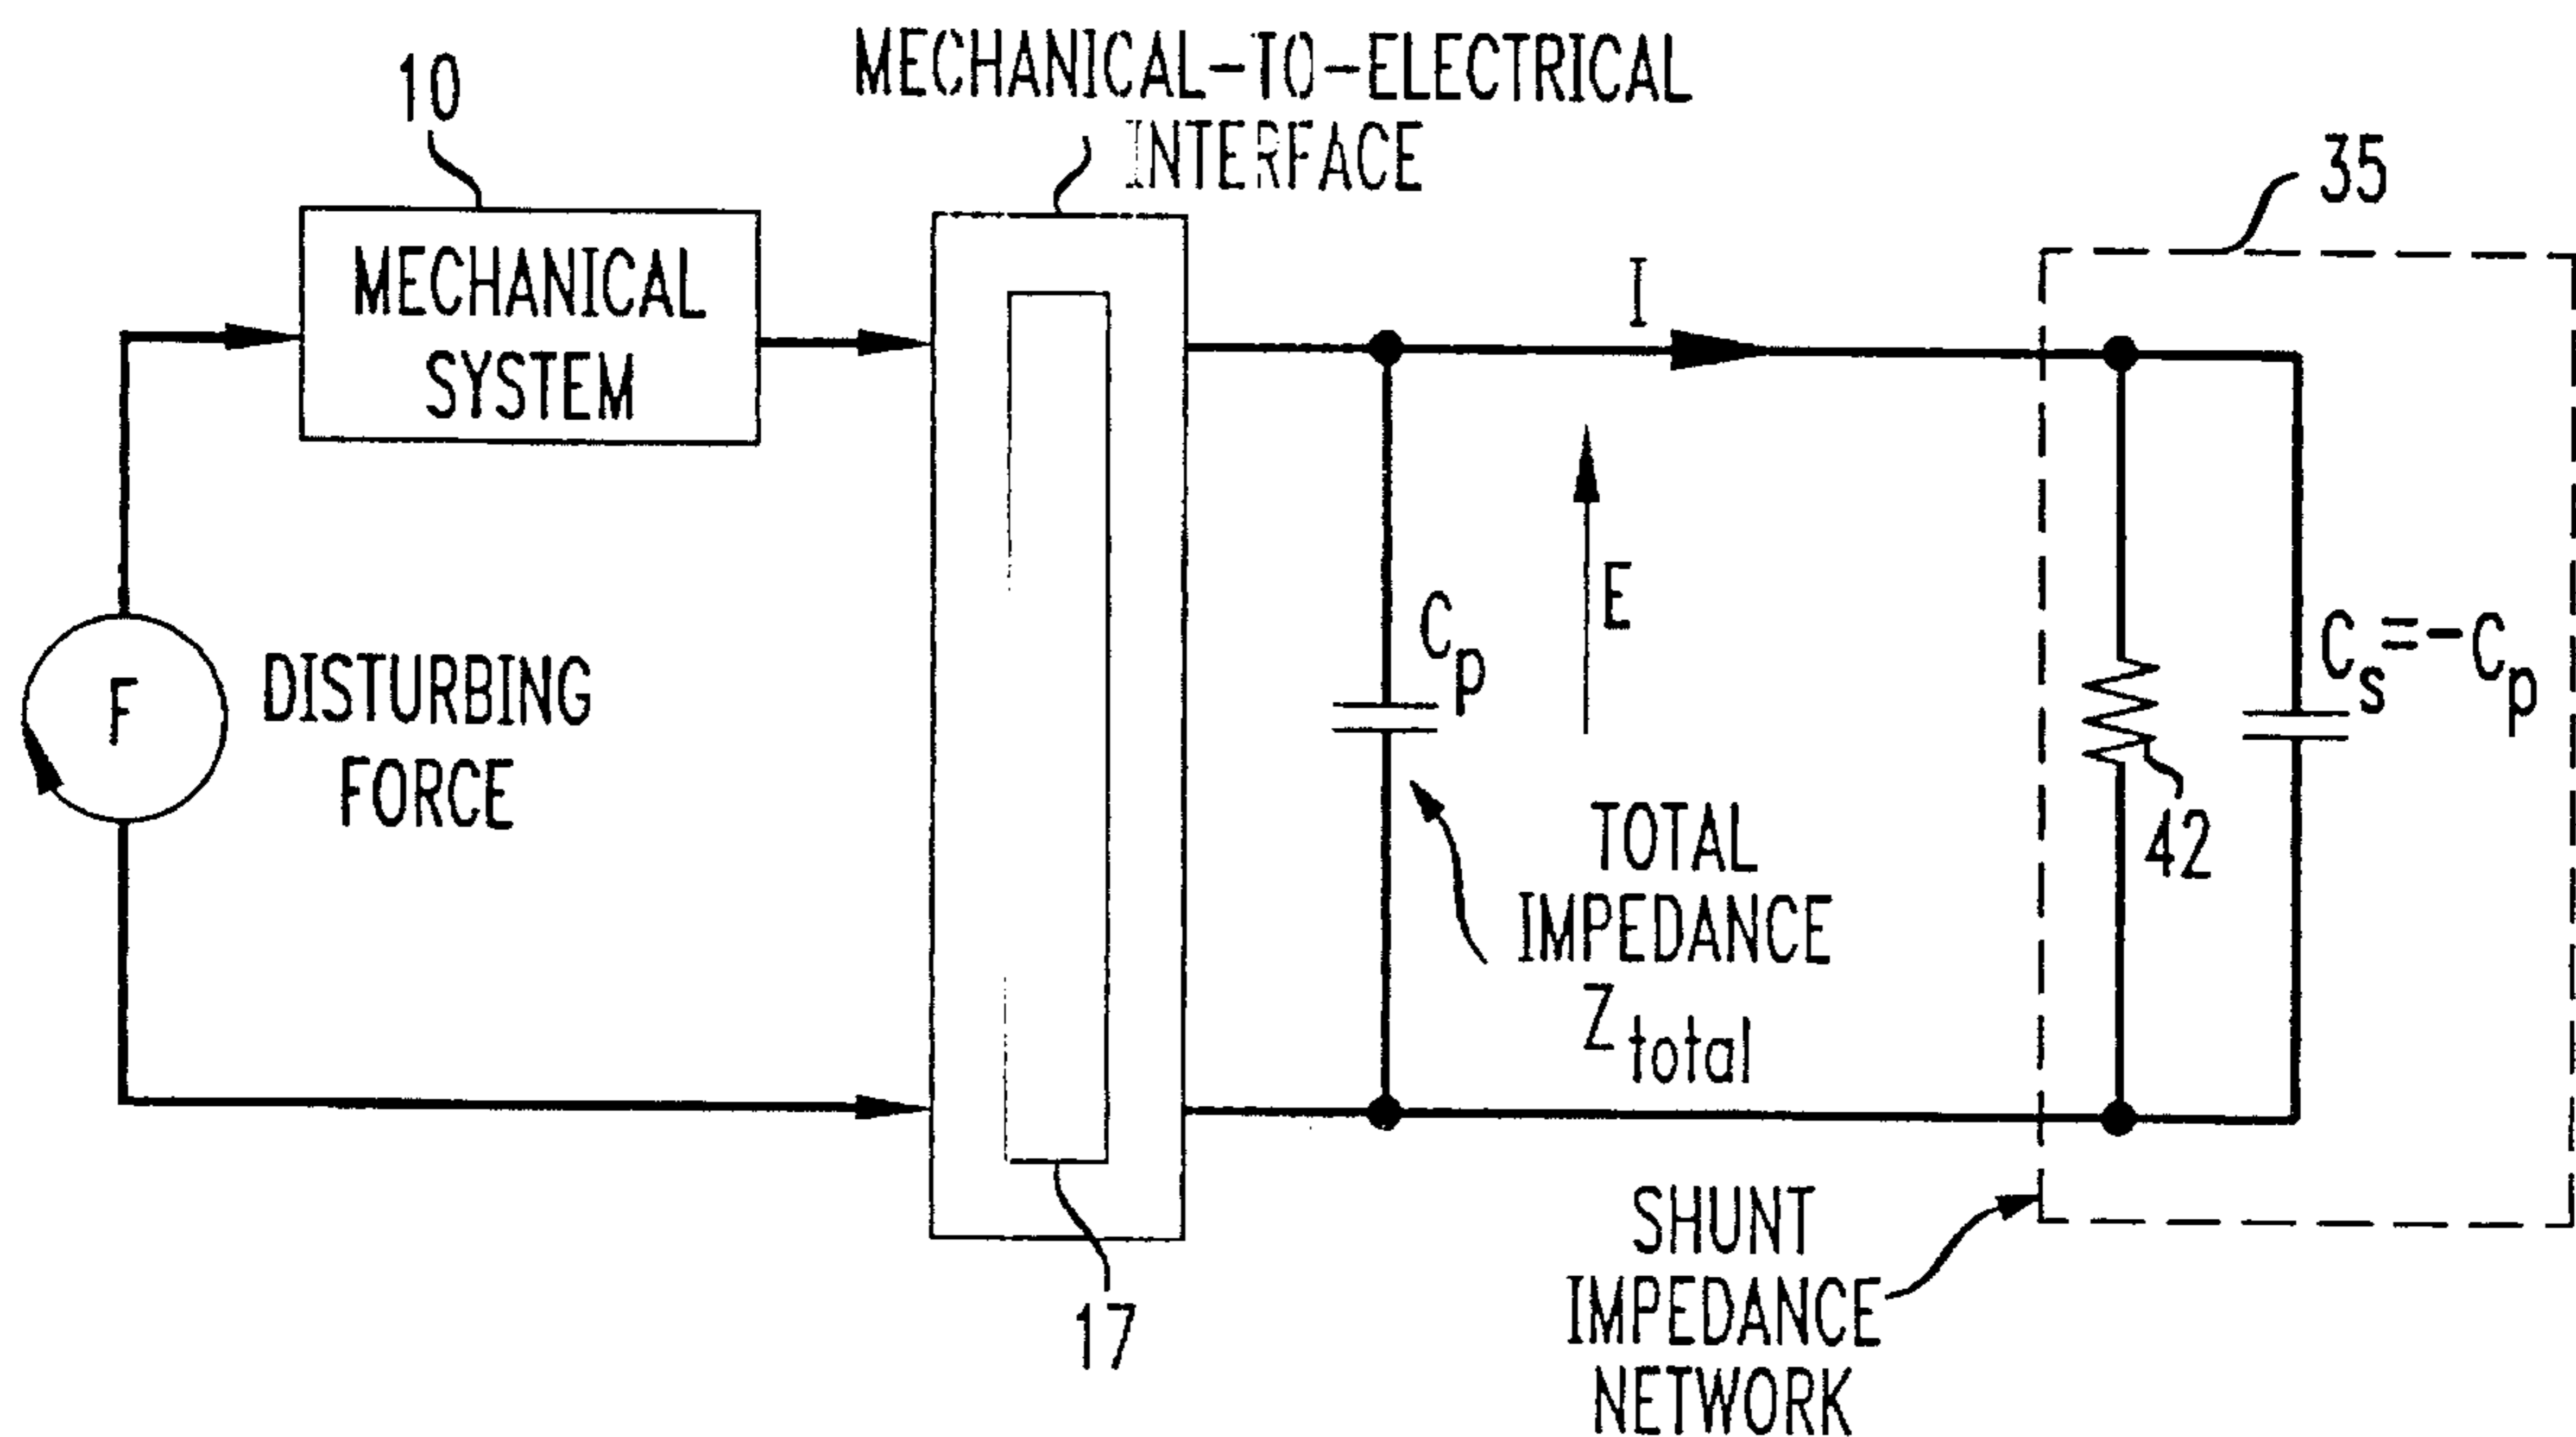 MECHANICAL-TO-ELECTRICAL
INTERFACE
10
35
MECHANICAL
SYSTEM
I
F
DISTURBING
FORCE
E
Cp
Cs=-Cp
42
TOTAL
IMPEDANCE
Ztotal
17
SHUNT
IMPEDANCE
NETWORK